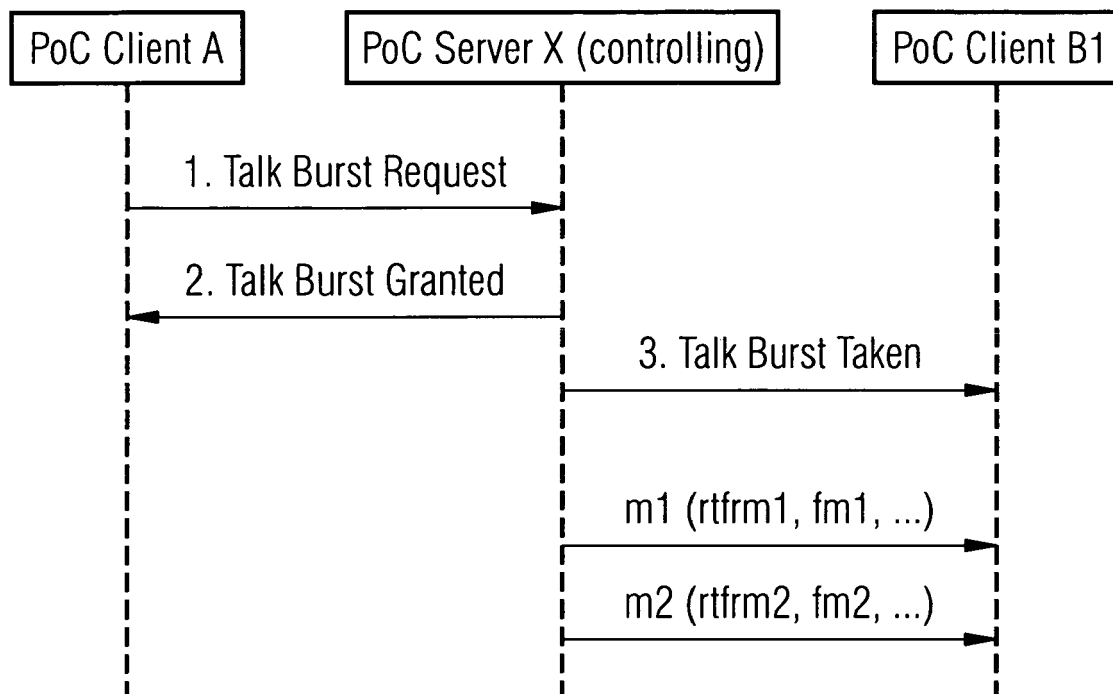 PoC Client A
PoC Server X (controlling)
PoC Client B1
1. Talk Burst Request
2. Talk Burst Granted
3. Talk Burst Taken
m1 (rtfrm1, fm1, ...)
m2 (rtfrm2, fm2, ...)